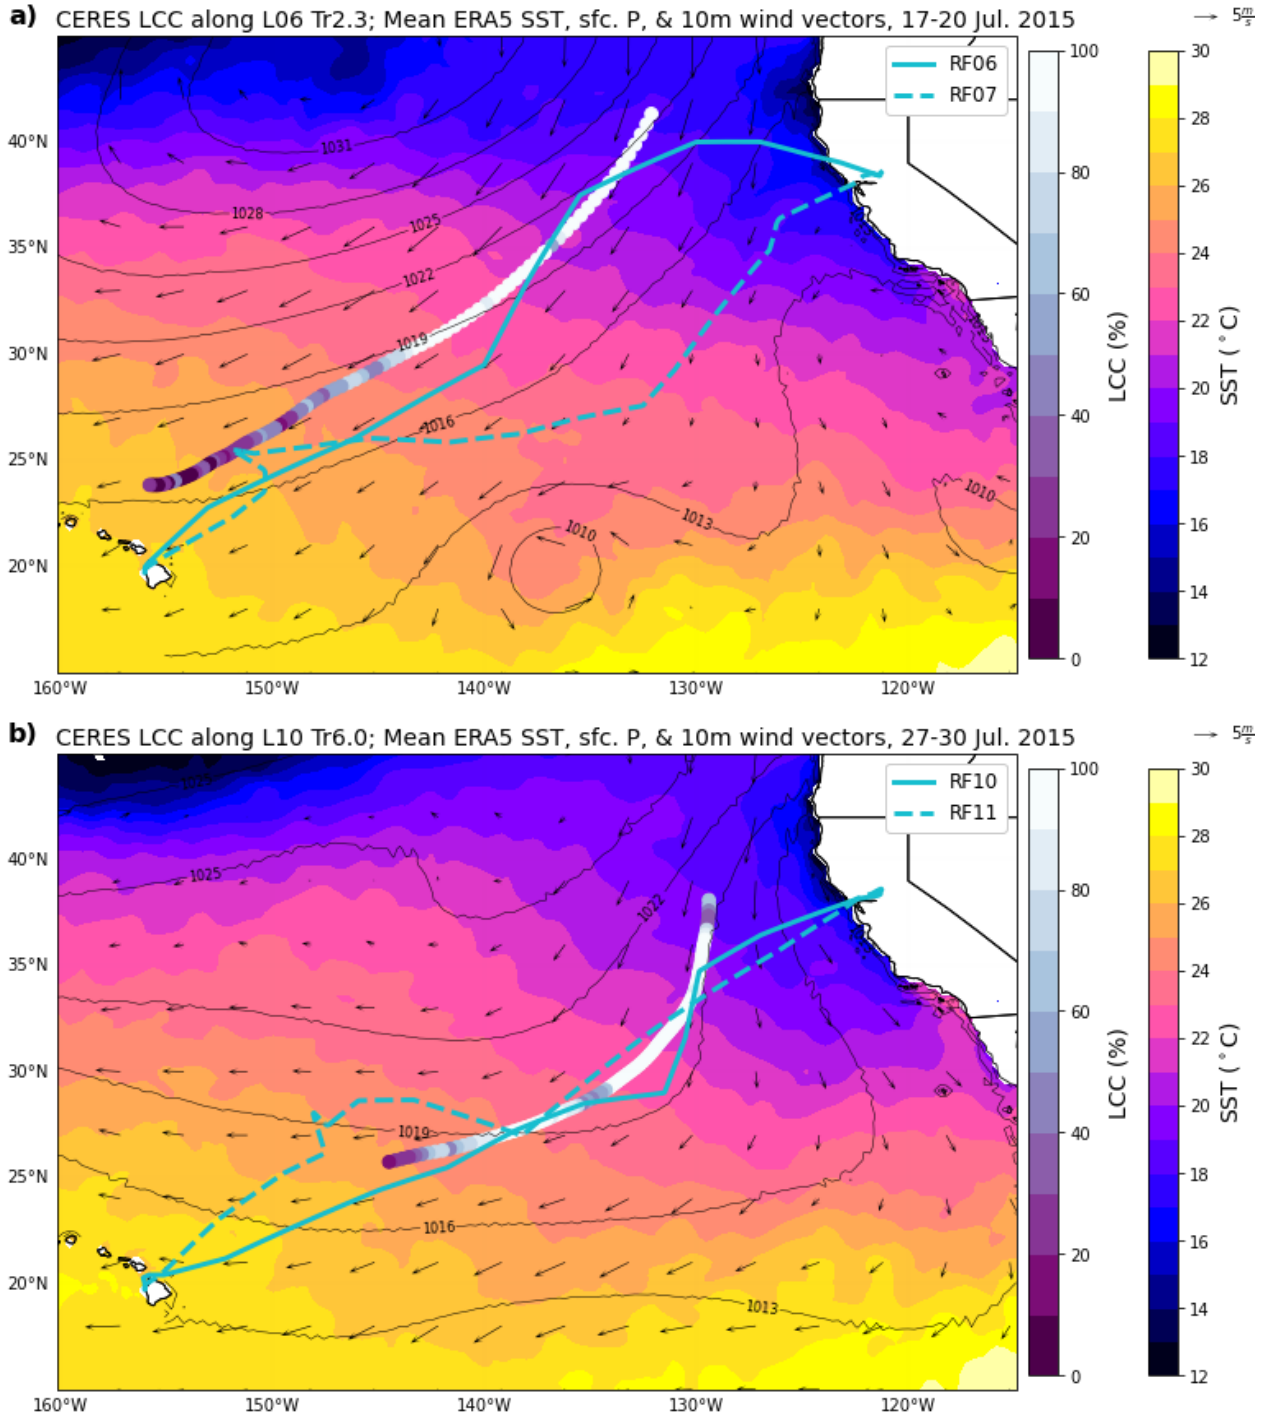 a) CERES LCC along L06 Tr2.3; Mean ERA5 SST, sfc. P, & 10m wind vectors, 17-20 Jul. 2015
5 m/s
RF06
RF07
40°N
35°N
30°N
25°N
20°N
160°W 150°W 140°W 130°W 120°W
1031
1028
1025
1022
1019
1016
1013
1010
1010
100
80
60
40
20
0
LCC (%)
30
28
26
24
22
20
18
16
14
12
SST (°C)
b) CERES LCC along L10 Tr6.0; Mean ERA5 SST, sfc. P, & 10m wind vectors, 27-30 Jul. 2015
5 m/s
RF10
RF11
40°N
35°N
30°N
25°N
20°N
160°W 150°W 140°W 130°W 120°W
1025
1022
1019
1016
1013
100
80
60
40
20
0
LCC (%)
30
28
26
24
22
20
18
16
14
12
SST (°C)